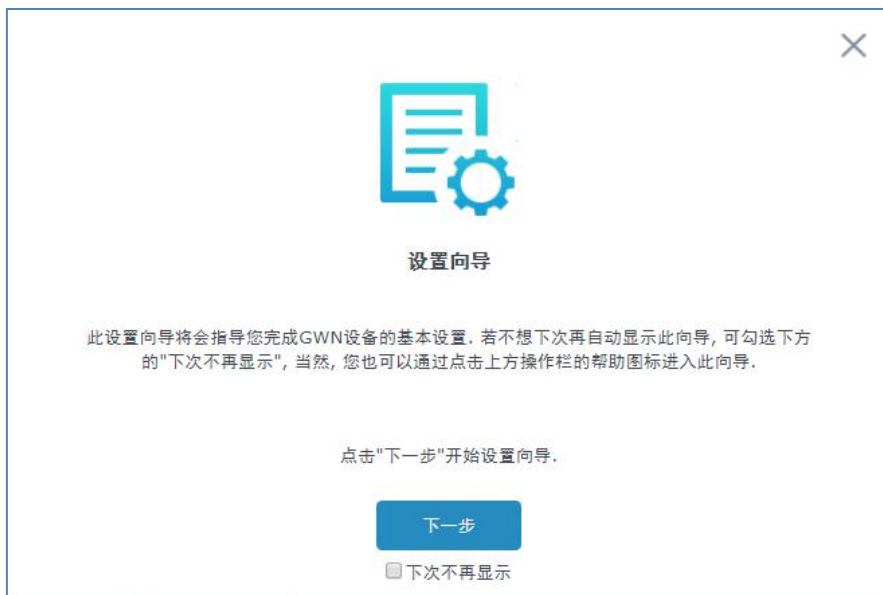 设置向导
此设置向导将会指导您完成GWN设备的基本设置. 若不想下次再自动显示此向导, 可勾选下方
的"下次不再显示", 当然, 您也可以通过点击上方操作栏的帮助图标进入此向导.
点击"下一步"开始设置向导.
下一步
下次不再显示